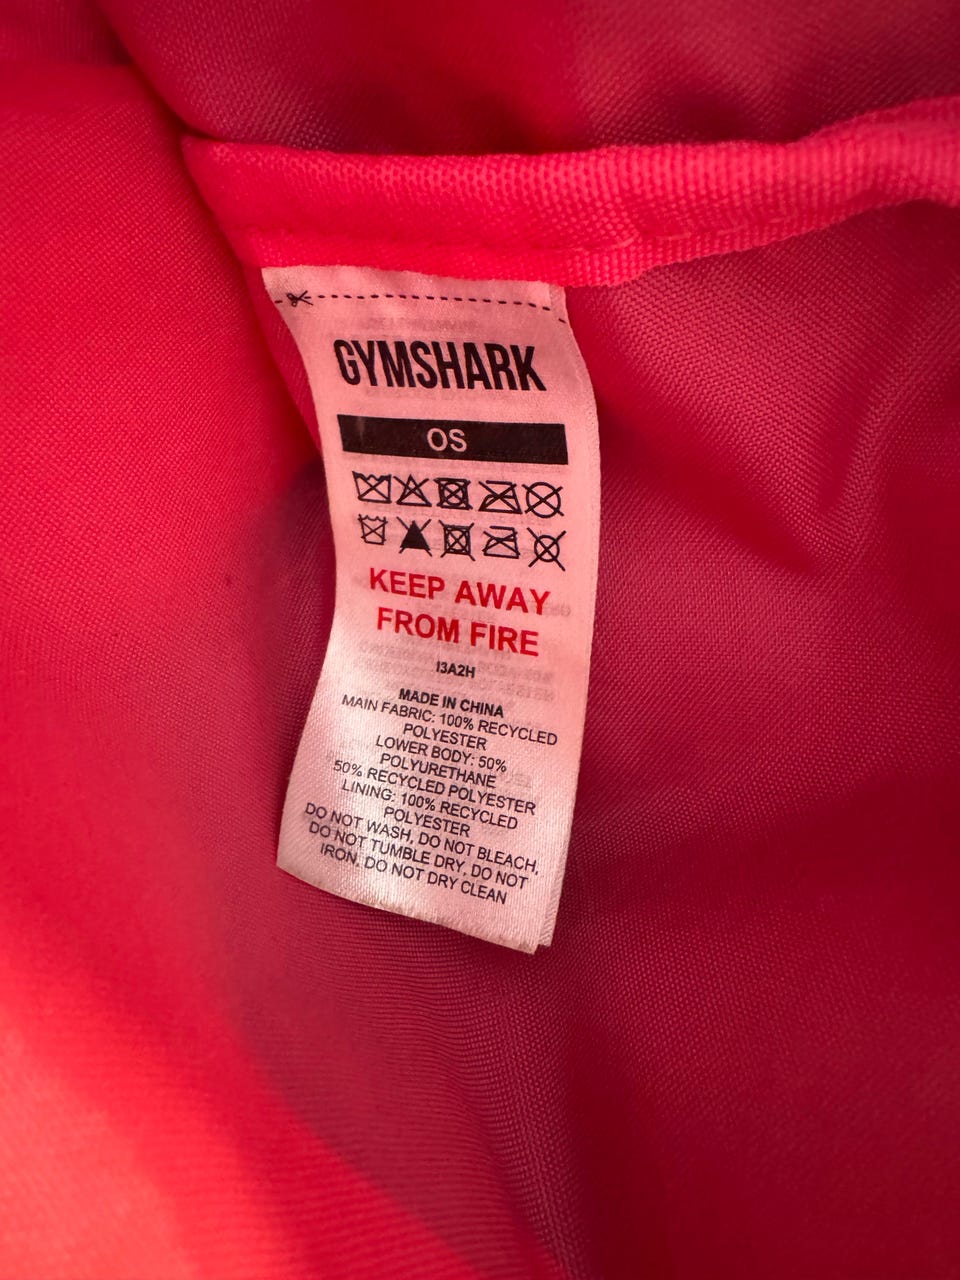 GYMSHARK
OS
KEEP AWAY
FROM FIRE
I3A2H
MADE IN CHINA
MAIN FABRIC: 100% RECYCLED
POLYESTER
LOWER BODY: 50%
POLYURETHANE
50% RECYCLED POLYESTER
LINING: 100% RECYCLED
POLYESTER
DO NOT WASH, DO NOT BLEACH,
DO NOT TUMBLE DRY, DO NOT
IRON, DO NOT DRY CLEAN